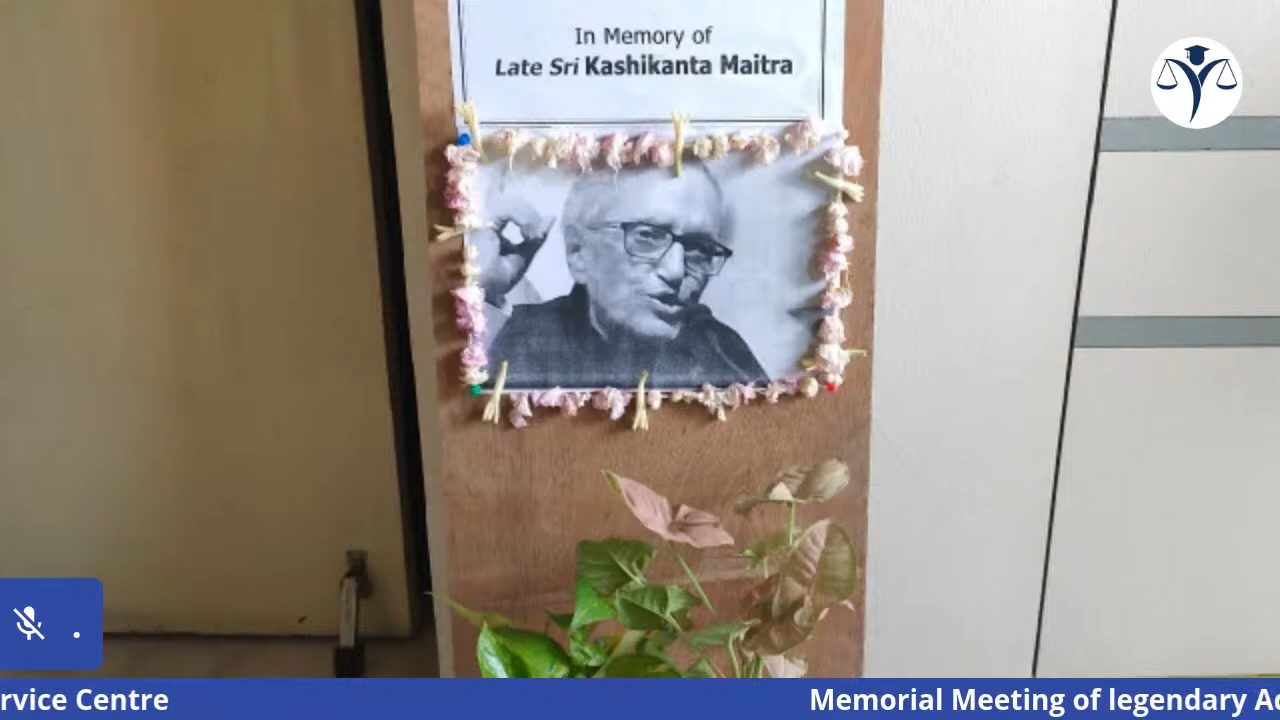 In Memory of
Late Sri Kashikanta Maitra
rvice Centre
Memorial Meeting of legendary Ad